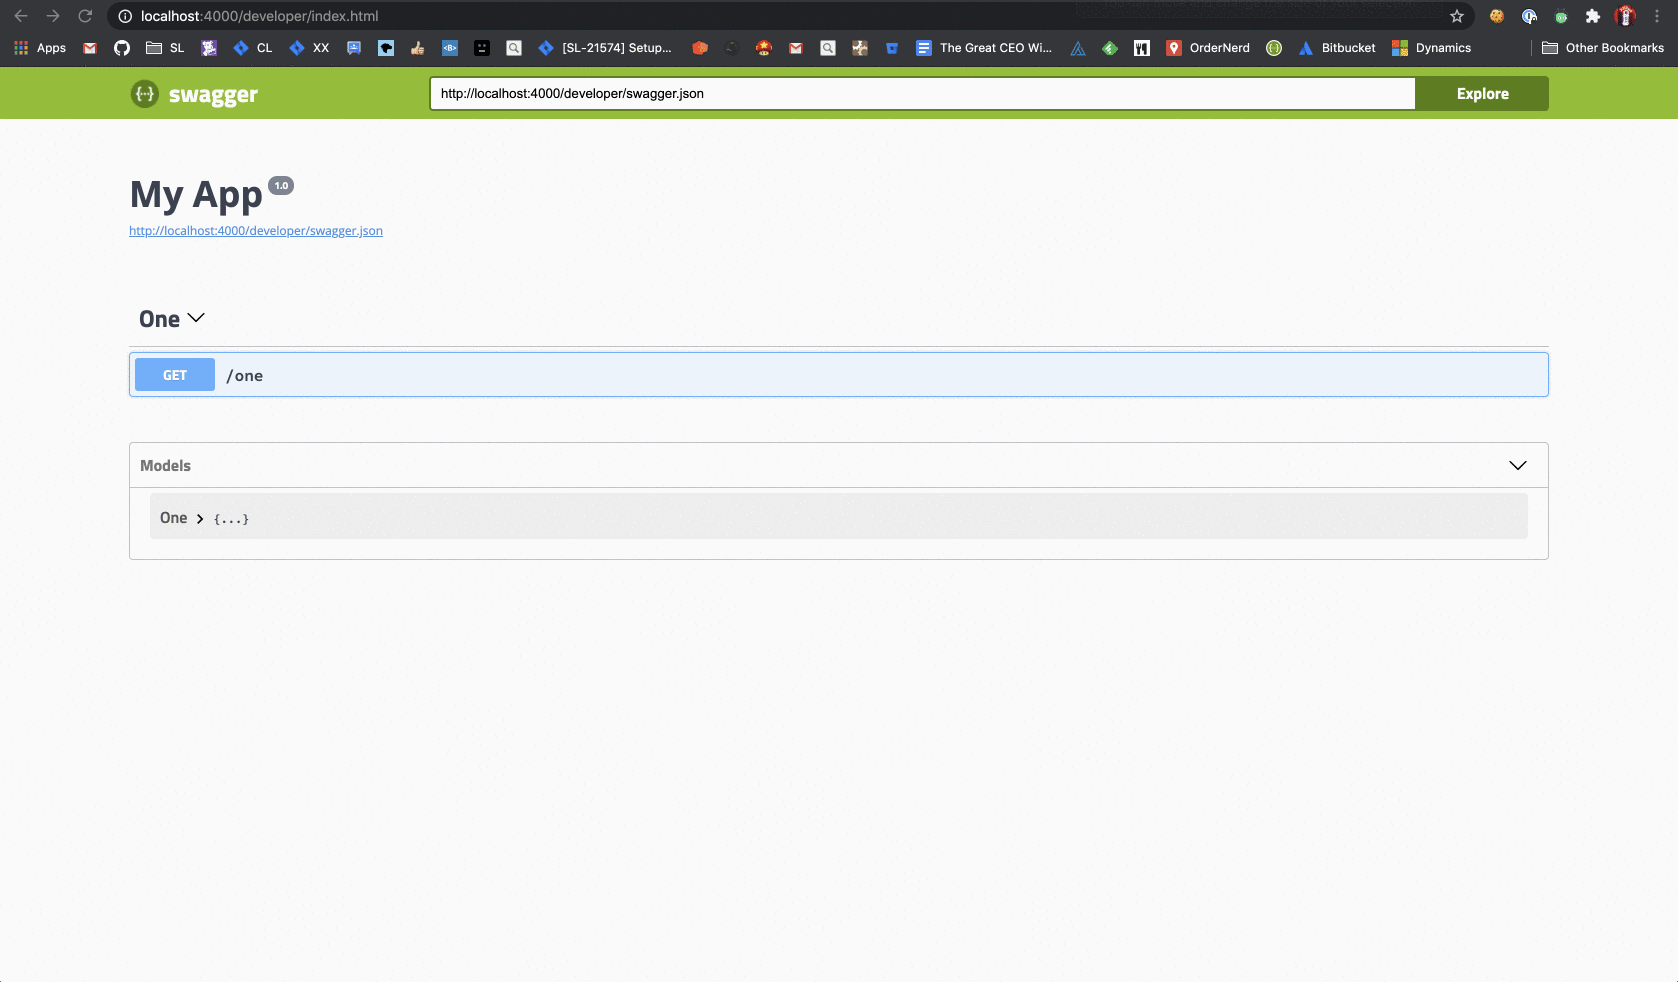 localhost:4000/developer/index.html
Apps SL CL XX <B> [SL-21574] Setup... The Great CEO Wi... OrderNerd Bitbucket Dynamics Other Bookmarks
{...} swagger http://localhost:4000/developer/swagger.json Explore
My App 1.0
http://localhost:4000/developer/swagger.json
One
GET /one
Models
One {...}